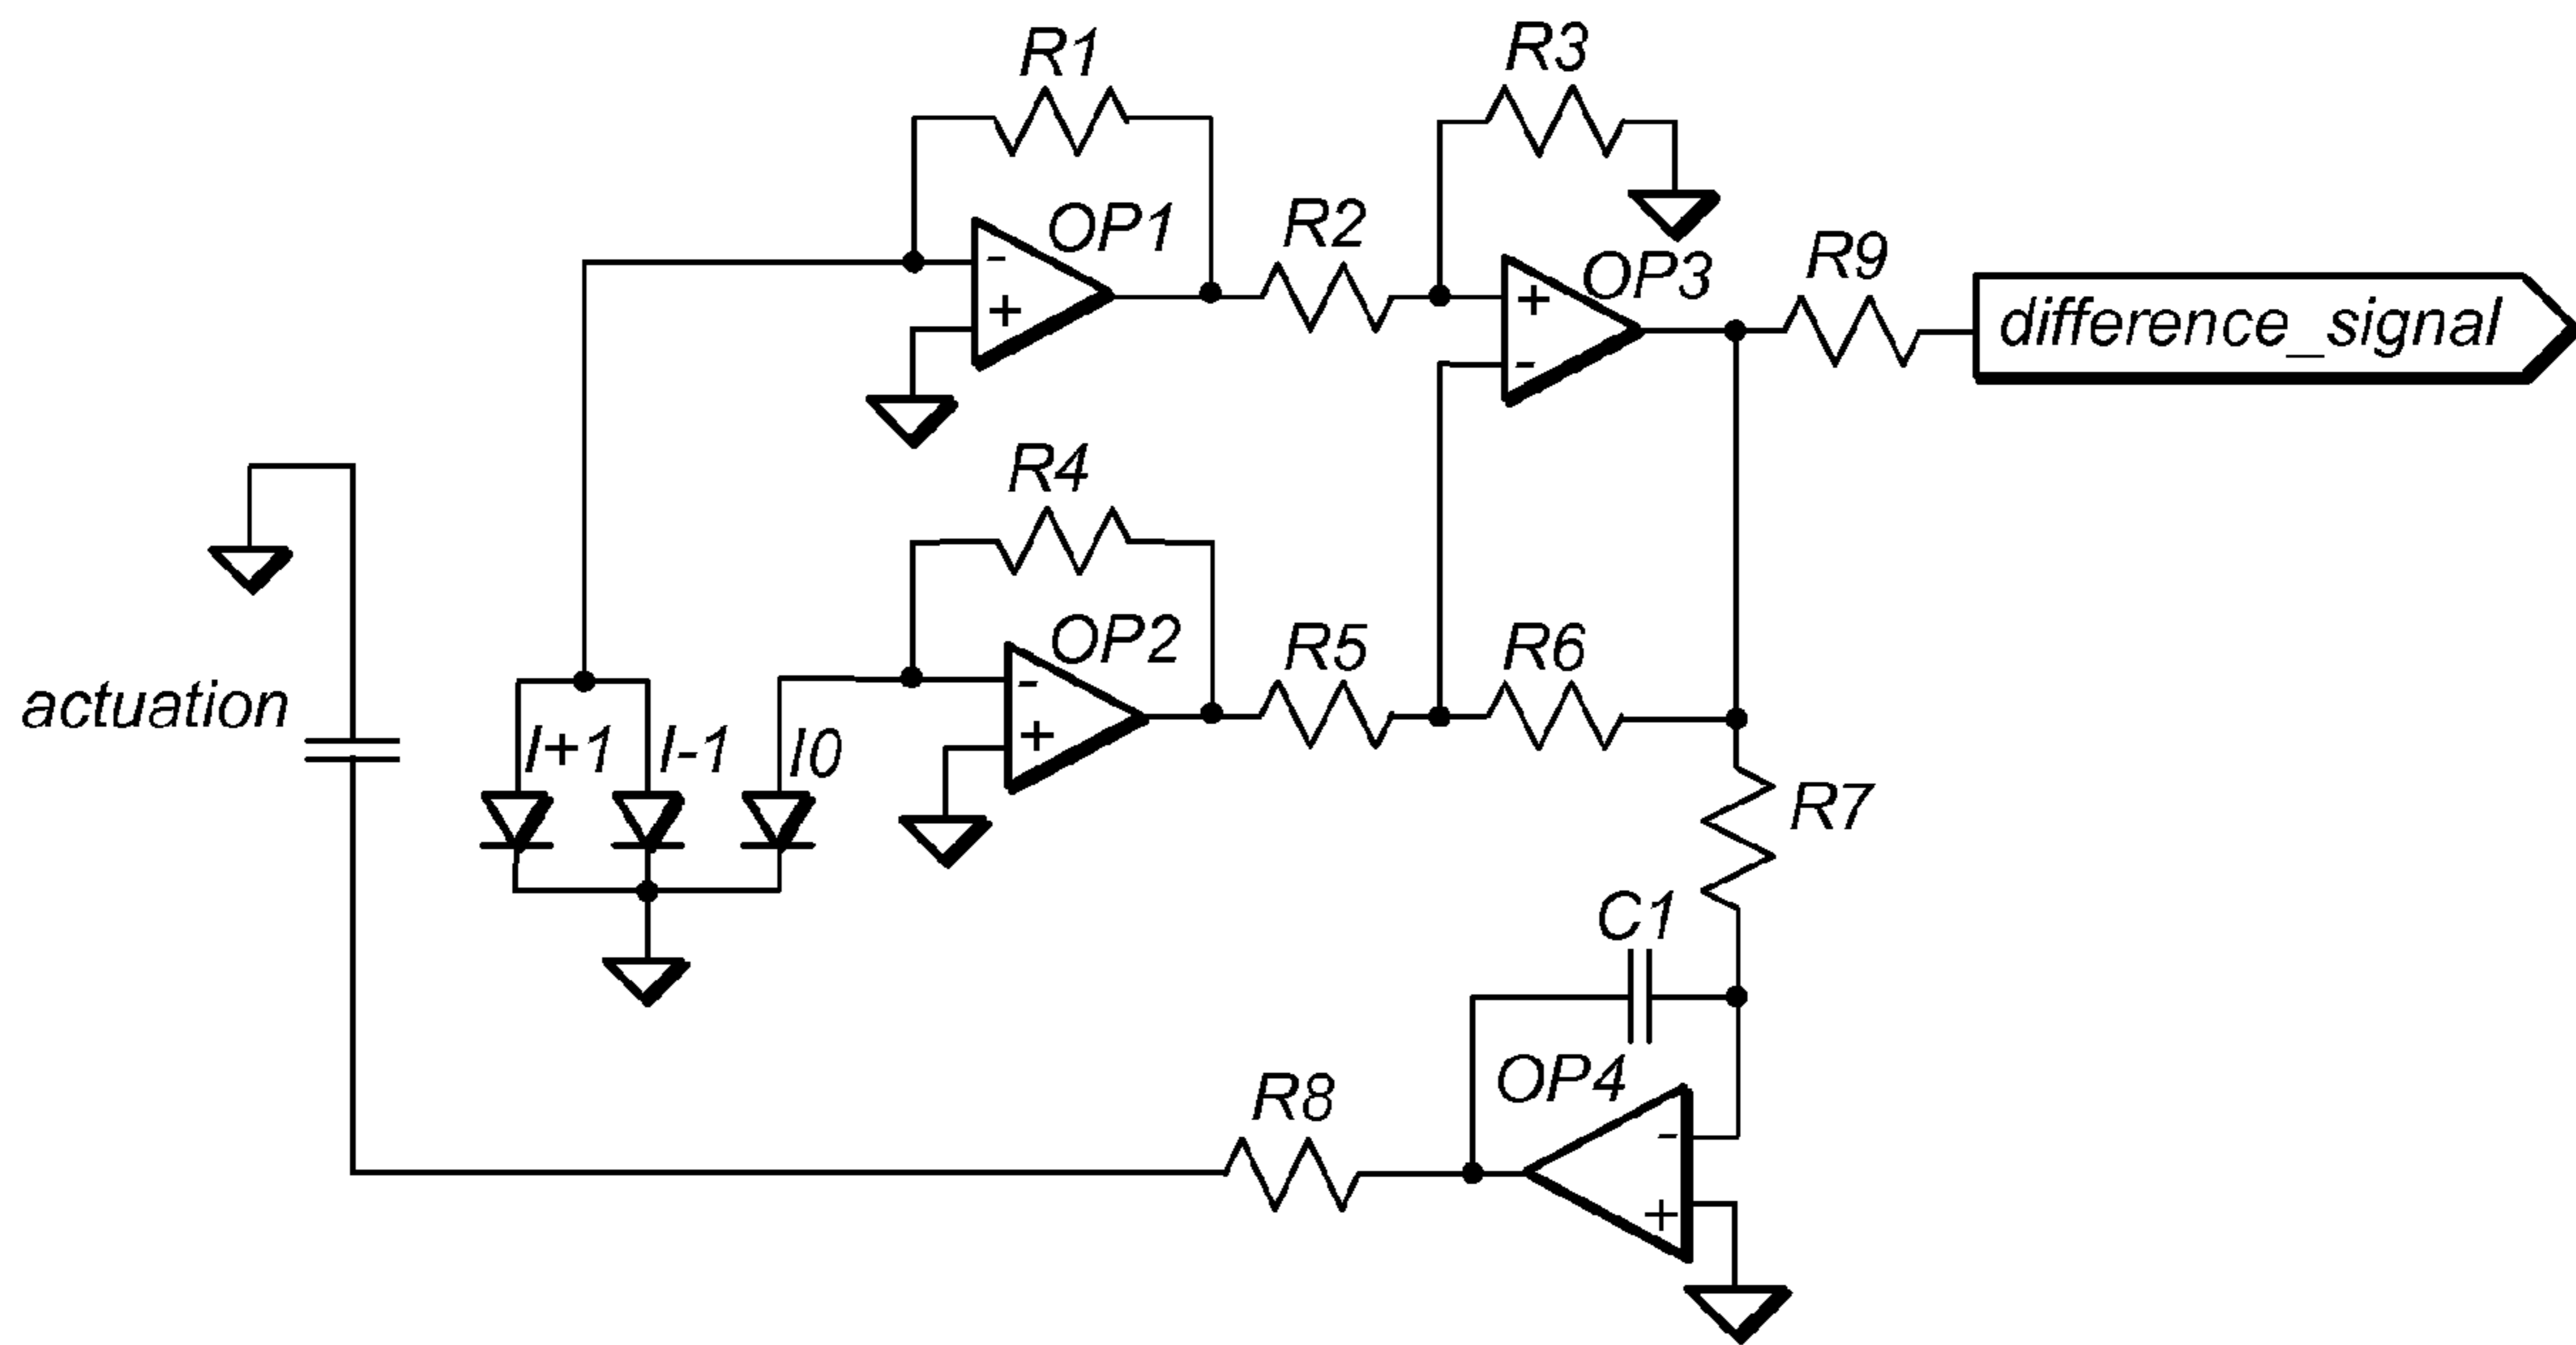 R1
R3
OP1
R2
OP3
R9
-
+
+
-
difference_signal
R4
OP2
R5
R6
-
+
actuation
I+1
I-1
I0
R7
C1
OP4
R8
-
+